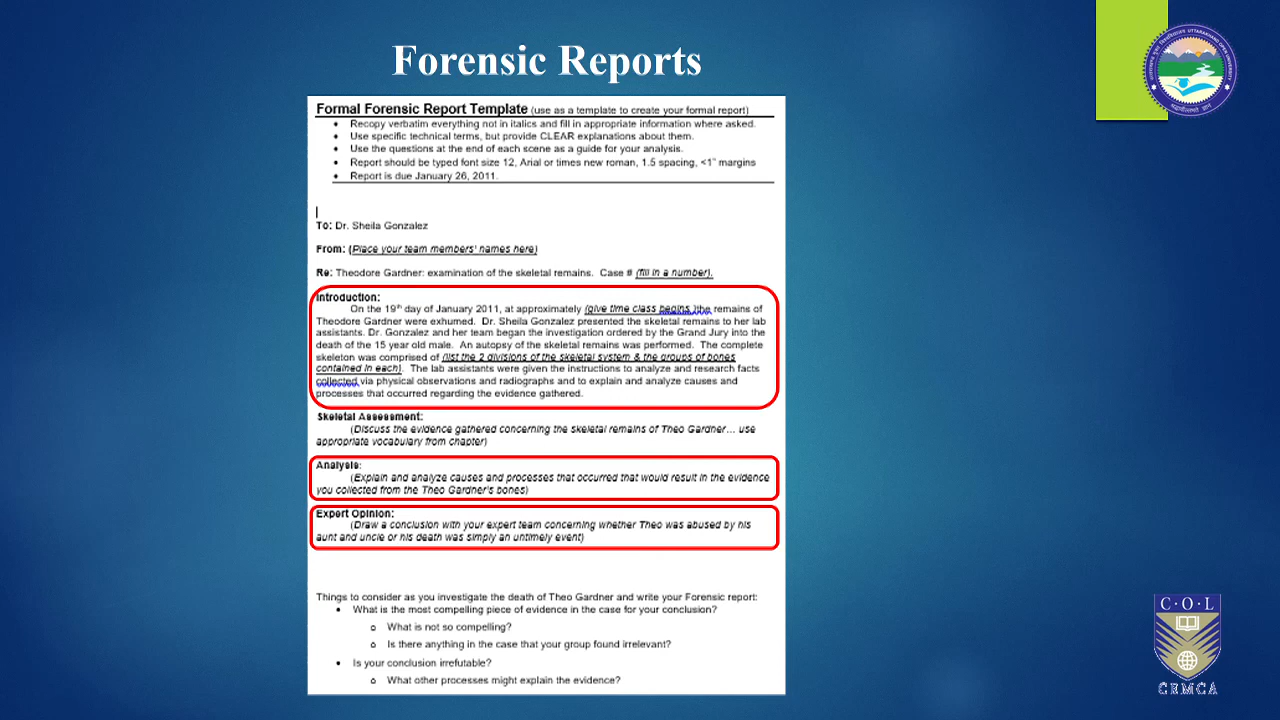 Forensic Reports
Formal Forensic Report Template (use as a template to create your formal report)
• Recopy verbatim everything not in italics and fill in appropriate information where asked.
• Use specific technical terms, but provide CLEAR explanations about them.
• Use the questions at the end of each scene as a guide for your analysis.
• Report should be typed font size 12, Arial or times new roman, 1.5 spacing, <1" margins
• Report is due January 26, 2011.
To: Dr. Sheila Gonzalez
From: (Place your team members' names here)
Re: Theodore Gardner: examination of the skeletal remains. Case # (fill in a number).
Introduction:
On the 19th day of January 2011, at approximately (give time class begins )the remains of
Theodore Gardner were exhumed. Dr. Sheila Gonzalez presented the skeletal remains to her lab
assistants. Dr. Gonzalez and her team began the investigation ordered by the Grand Jury into the
death of the 15 year old male. An autopsy of the skeletal remains was performed. The complete
skeleton was comprised of (list the 2 divisions of the skeletal system & the groups of bones
contained in each). The lab assistants were given the instructions to analyze and research facts
collected via physical observations and radiographs and to explain and analyze causes and
processes that occurred regarding the evidence gathered.
Skeletal Assessment:
(Discuss the evidence gathered concerning the skeletal remains of Theo Gardner... use
appropriate vocabulary from chapter)
Analysis:
(Explain and analyze causes and processes that occurred that would result in the evidence
you collected from the Theo Gardner's bones)
Expert Opinion:
(Draw a conclusion with your expert team concerning whether Theo was abused by his
aunt and uncle or his death was simply an untimely event)
Things to consider as you investigate the death of Theo Gardner and write your Forensic report:
• What is the most compelling piece of evidence in the case for your conclusion?
o What is not so compelling?
o Is there anything in the case that your group found irrelevant?
• Is your conclusion irrefutable?
o What other processes might explain the evidence?
C·O·L
CEMCA